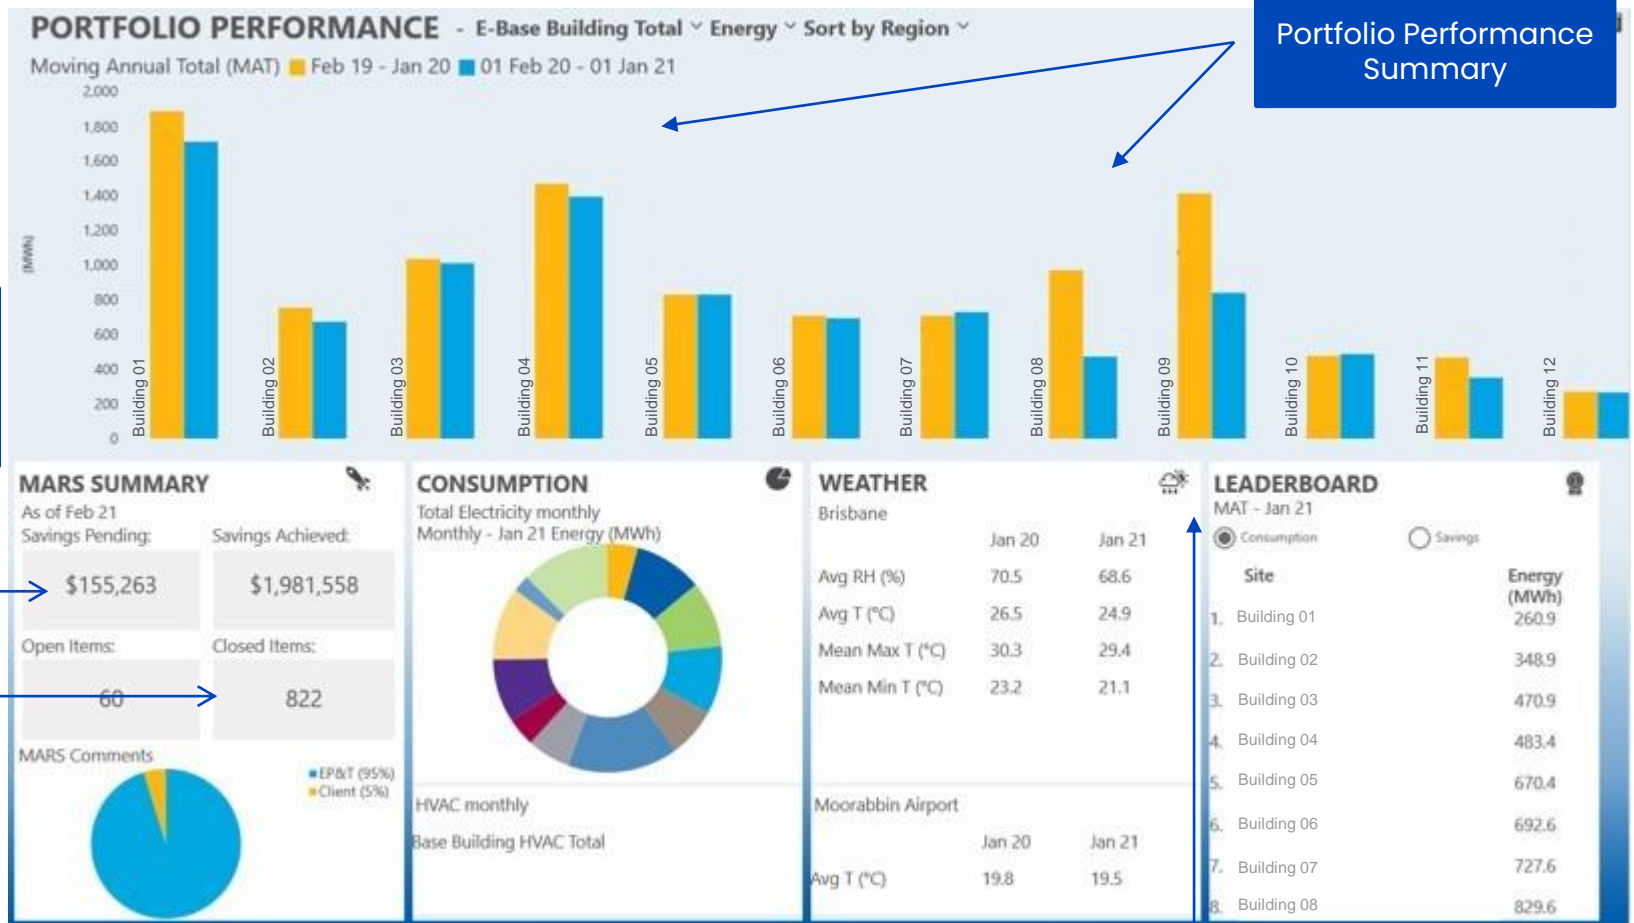 PORTFOLIO PERFORMANCE - E-Base Building Total Energy Sort by Region
Portfolio Performance
Summary
Moving Annual Total (MAT) Feb 19 - Jan 20 01 Feb 20 - 01 Jan 21
(MWh)
2,000
1,800
1,600
1,400
1,200
1,000
800
600
400
200
0
Building 01
Building 02
Building 03
Building 04
Building 05
Building 06
Building 07
Building 08
Building 09
Building 10
Building 11
Building 12
MARS SUMMARY
As of Feb 21
Savings Pending: Savings Achieved:
$155,263 $1,981,558
Open Items: Closed Items:
60 822
MARS Comments
EP&T (95%)
Client (5%)
CONSUMPTION
Total Electricity monthly
Monthly - Jan 21 Energy (MWh)
HVAC monthly
Base Building HVAC Total
WEATHER
Brisbane
Jan 20 Jan 21
Avg RH (%) 70.5 68.6
Avg T (°C) 26.5 24.9
Mean Max T (°C) 30.3 29.4
Mean Min T (°C) 23.2 21.1
Moorabbin Airport
Jan 20 Jan 21
Avg T (°C) 19.8 19.5
LEADERBOARD
MAT - Jan 21
Consumption Savings
Site Energy
(MWh)
1. Building 01 260.9
2. Building 02 348.9
3. Building 03 470.9
4. Building 04 483.4
5. Building 05 670.4
6. Building 06 692.6
7. Building 07 727.6
8. Building 08 829.6